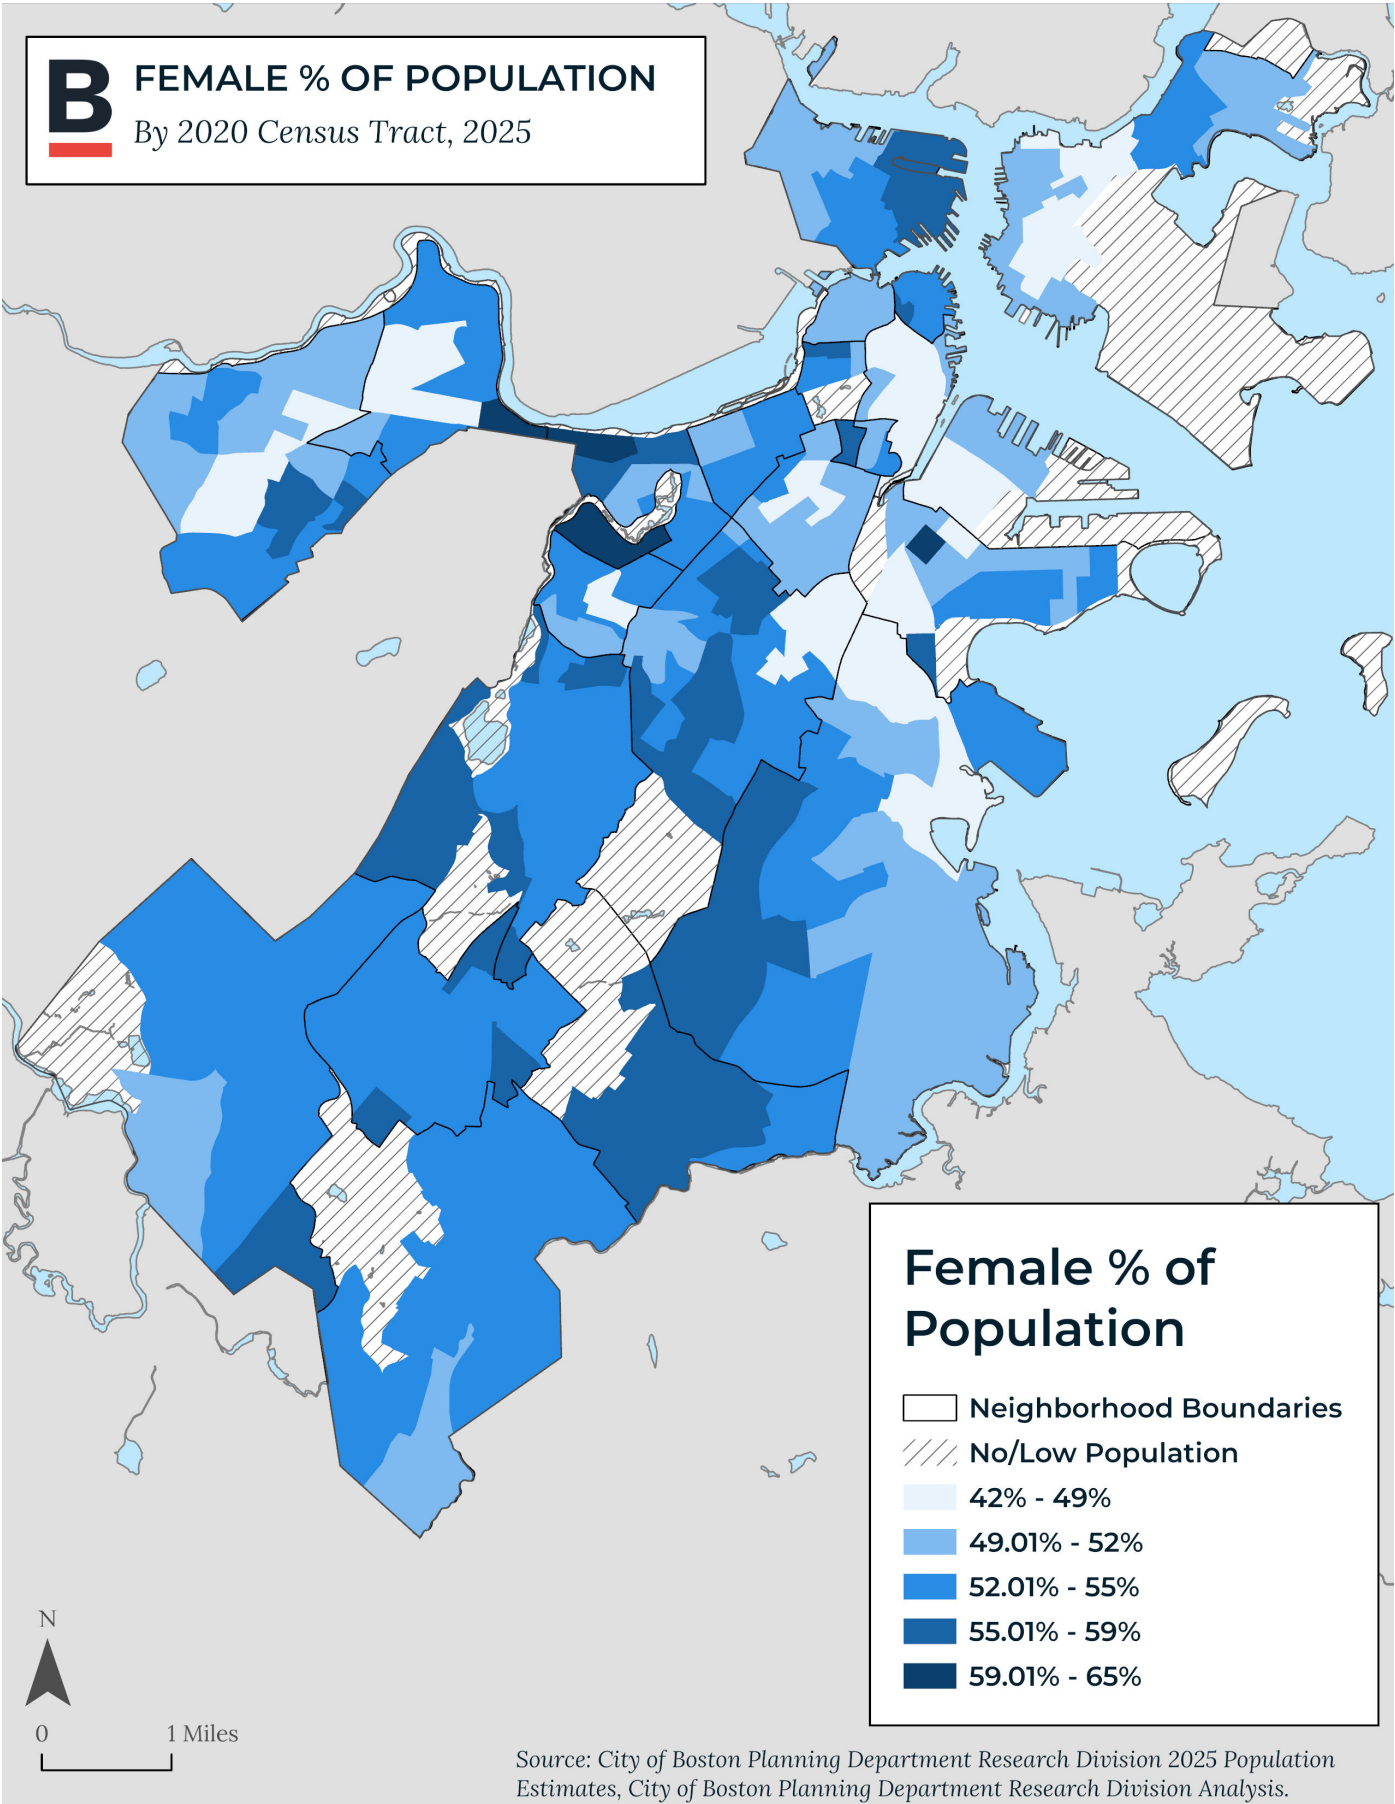 B
FEMALE % OF POPULATION
By 2020 Census Tract, 2025
Female % of
Population
Neighborhood Boundaries
No/Low Population
42% - 49%
49.01% - 52%
52.01% - 55%
55.01% - 59%
59.01% - 65%
N
0 1 Miles
Source: City of Boston Planning Department Research Division 2025 Population
Estimates, City of Boston Planning Department Research Division Analysis.